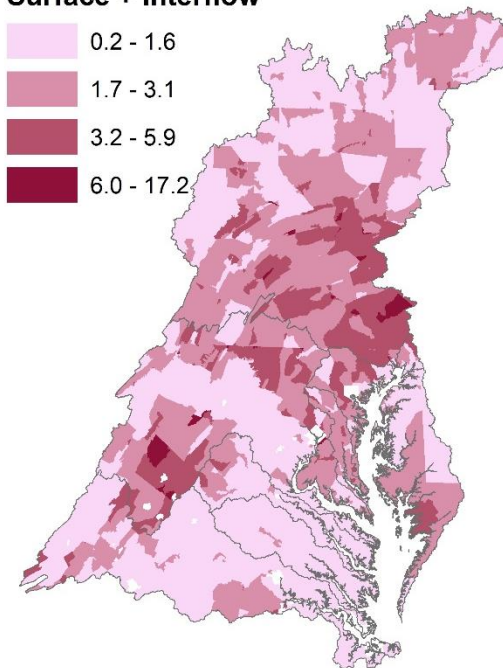 Surface + Interflow
0.2 - 1.6
1.7 - 3.1
3.2 - 5.9
6.0 - 17.2